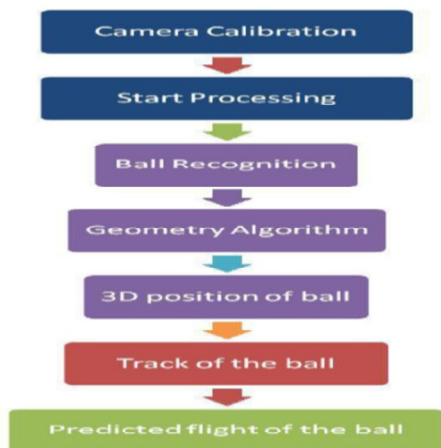 Camera Calibration
Start Processing
Ball Recognition
Geometry Algorithm
3D position of ball
Track of the ball
Predicted flight of the ball